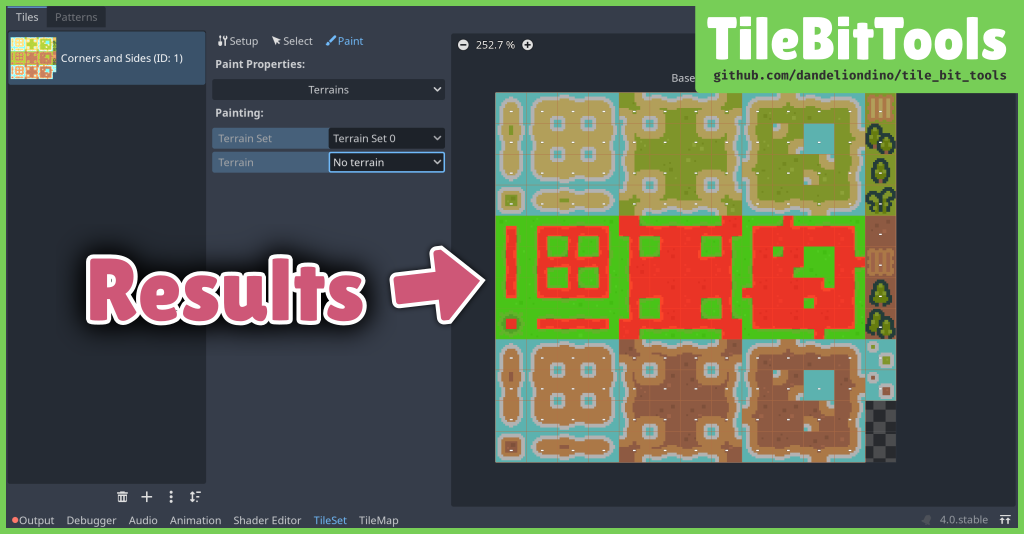 Tiles
Patterns
TileBitTools
github.com/dandeliondino/tile_bit_tools
Corners and Sides (ID: 1)
Setup
Select
Paint
Paint Properties:
Terrains
Painting:
Terrain Set
Terrain Set 0
Terrain
No terrain
252.7 %
Base
Results
Output
Debugger
Audio
Animation
Shader Editor
TileSet
TileMap
4.0.stable